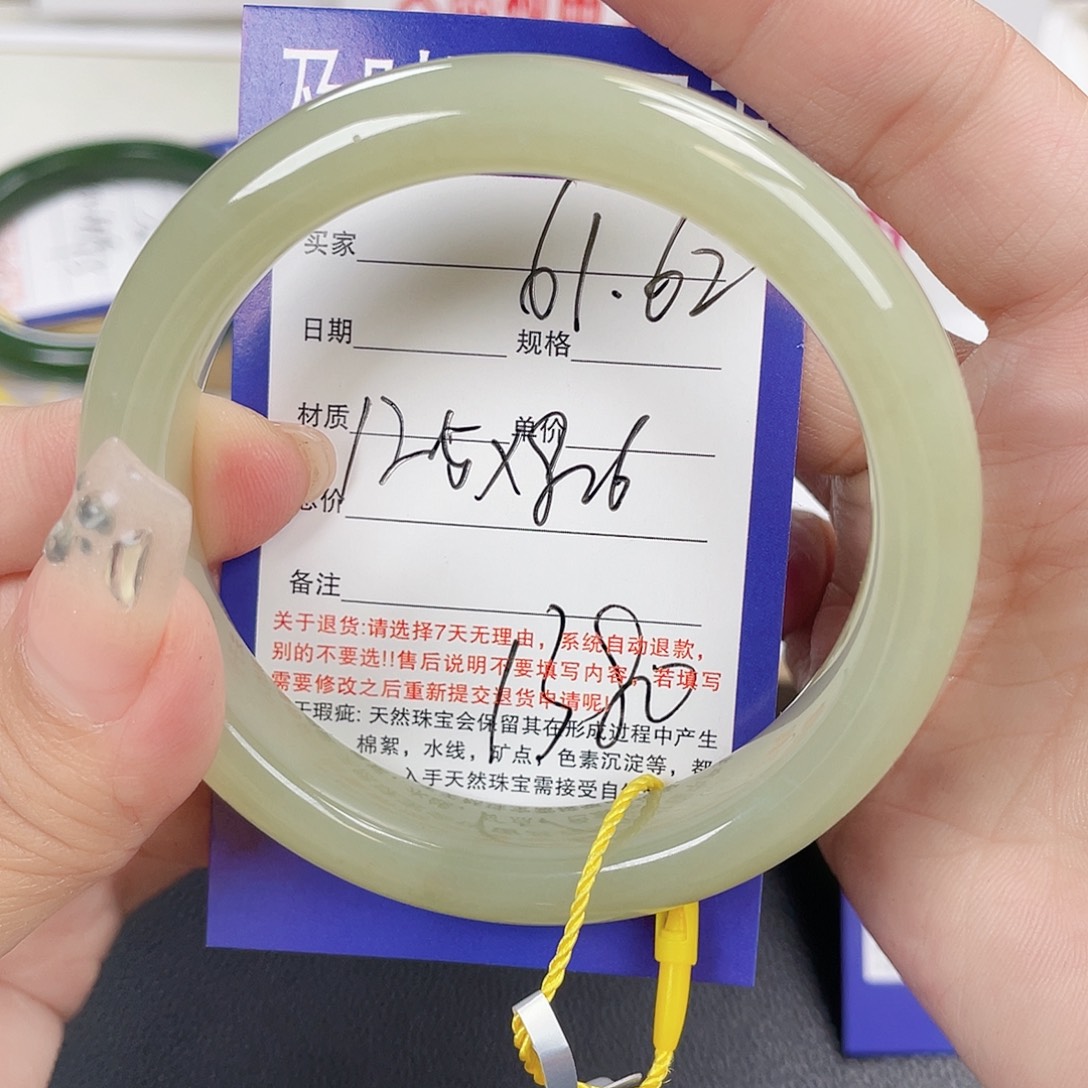 买家
61.62
日期 规格
材质 单价
125X826
总价
备注
关于退货:请选择7天无理由，系统自动退款，
别的不要选!!售后说明不要填写内容，若填写
需要修改之后重新提交退货申请呢!
1380
于瑕疵: 天然珠宝会保留其在形成过程中产生
棉絮，水线，矿点，色素沉淀等，都
入手天然珠宝需接受自